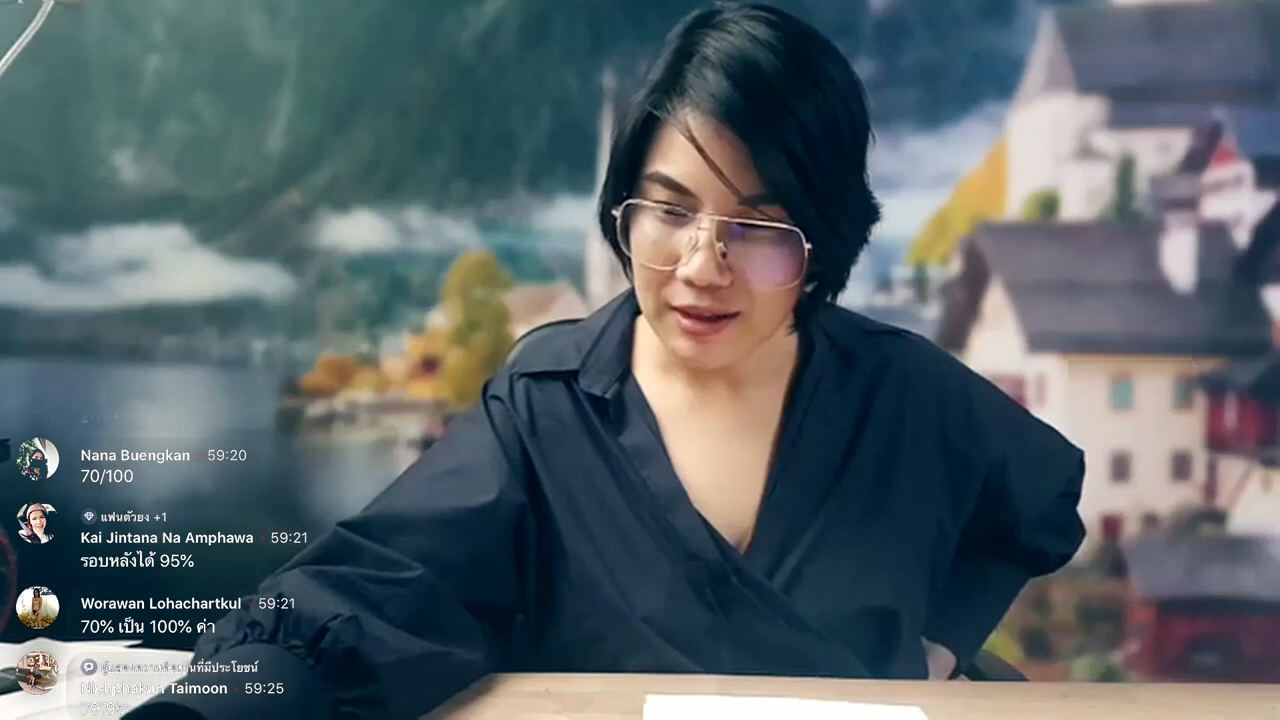 Nana Buengkan · 59:20
70/100
แฟนตัวยง +1
Kai Jintana Na Amphawa · 59:21
รอบหลังได้ 95%
Worawan Lohachartkul · 59:21
70% เป็น 100% ค่า
Taimoon · 59:25